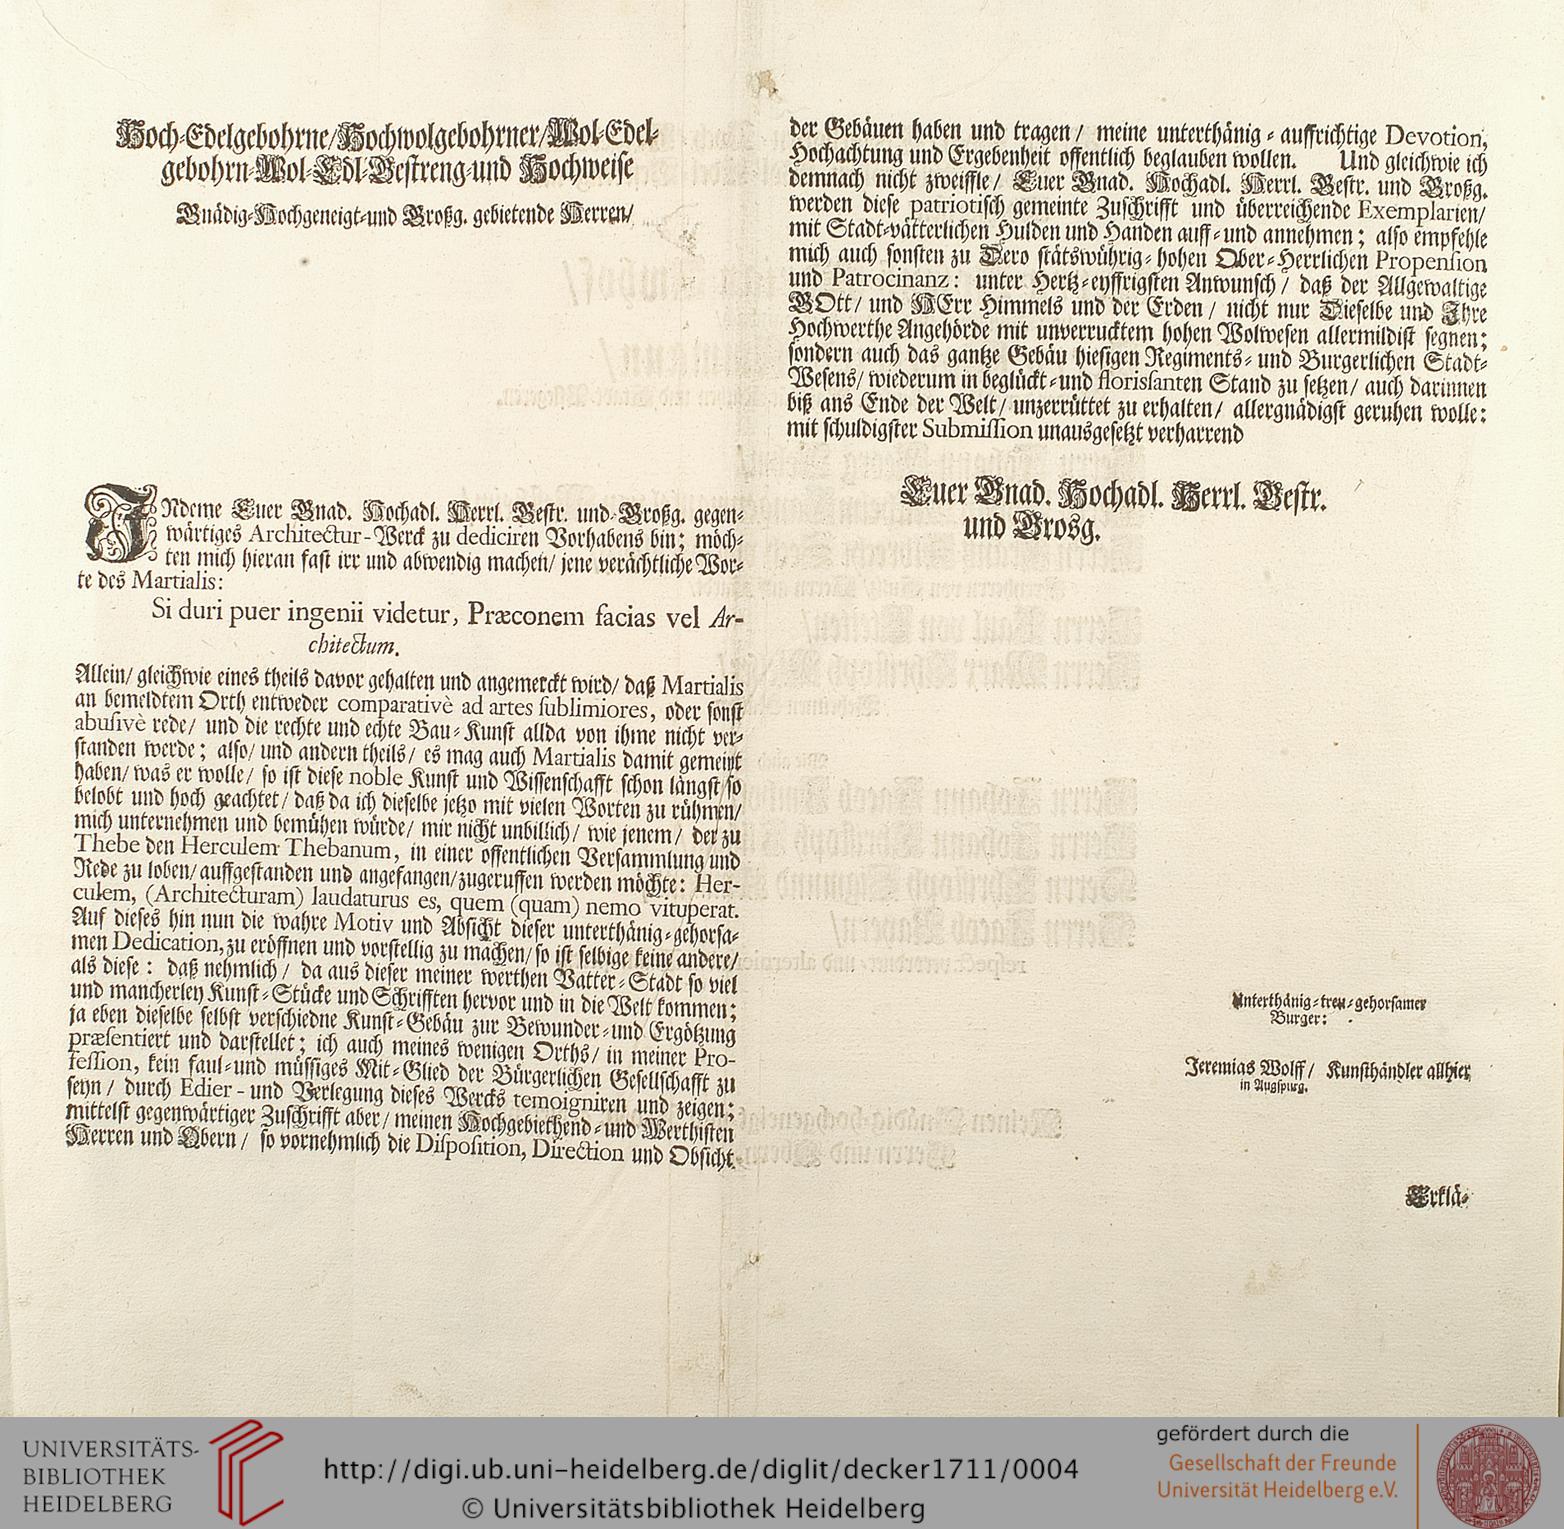 Hoch-Edelgebohrne/Hochwolgebohrner/Wol-Edel-
gebohrn-Wol-Edl-Gestreng-und Hochweise
Gnädig-Hochgeneigt-und Großg. gebietende Herren/
INdeme Euer Gnad. Hochadl. Herrl. Gestr. und Großg. gegen-
wärtiges Architectur-Werck zu dediciren Vorhabens bin; möch-
ten mich hieran fast irr und abwendig machen/ jene verächtliche Wor-
te des Martialis:
Si duri puer ingenii videtur, Præconem facias vel Ar-
chitectum.
Allein/ gleichwie eines theils davor gehalten und angemerckt wird/ daß Martialis
an bemeldtem Orth entweder comparativè ad artes sublimiores, oder sonst
abusivè rede/ und die rechte und echte Bau-Kunst allda von ihme nicht ver-
standen werde; also/ und andern theils/ es mag auch Martialis damit gemeint
haben/ was er wolle/ so ist diese noble Kunst und Wissenschafft schon längst/ so
belobt und hoch geachtet/ daß da ich dieselbe jetzo mit vielen Worten zu rühmen/
mich unternehmen und bemühen würde/ mir nicht unbillich/ wie jenem/ der zu
Thebe den Herculem Thebanum, in einer offentlichen Versammlung und
Rede zu loben/ auffgestanden und angefangen/ zugeruffen werden möchte: Her-
culem, (Architecturam) laudaturus es, quem (quam) nemo vituperat.
Auf dieses hin nun die wahre Motiv und Absicht dieser unterthänig-gehorsa-
men Dedication, zu eröffnen und vorstellig zu machen/ so ist selbige keine andere/
als diese: daß nehmlich/ da aus dieser meiner werthen Vatter-Stadt so viel
und mancherley Kunst-Stücke und Schrifften hervor und in die Welt kommen;
ja eben dieselbe selbst verschiedne Kunst-Gebäu zur Bewunder-und Ergötzung
præsentiert und darstellet; ich auch meines wenigen Orths/ in meiner Pro-
fession, kein faul-und müssiges Mit-Glied der Bürgerlichen Gesellschafft zu
seyn/ durch Edier-und Verlegung dieses Wercks temoigniren und zeigen;
mittelst gegenwärtiger Zuschrifft aber/ meinen Hochgebiethend-und Werthisten
Herren und Obern/ so vornehmlich die Disposition, Direction und Obsicht
der Gebäuen haben und tragen/ meine unterthänig-auffrichtige Devotion,
Hochachtung und Ergebenheit offentlich beglauben wollen. Und gleichwie ich
demnach nicht zweiffle/ Euer Gnad. Hochadl. Herrl. Gestr. und Großg.
werden diese patriotisch gemeinte Zuschrifft und überreichende Exemplarien/
mit Stadt-vätterlichen Hulden und Handen auff-und annehmen; also empfehle
mich auch sonsten zu Dero stätswührig-hohen Ober-Herrlichen Propension
und Patrocinanz: unter Hertz-eyffrigsten Anwunsch/ daß der Allgewaltige
GOtt/ und HErr Himmels und der Erden/ nicht nur Dieselbe und Ihre
Hochwerthe Angehörde mit unverrucktem hohen Wolwesen allermildist segnen;
sondern auch das gantze Gebäu hiesigen Regiments-und Burgerlichen Stadt-
Wesens/ wiederum in beglückt-und florisanten Stand zu setzen/ auch darinnen
biß ans Ende der Welt/ unzerrüttet zu erhalten/ allergnädigst geruhen wolle:
mit schuldigster Submission unausgesetzt verharrend
Euer Gnad. Hochadl. Herrl. Gestr.
und Grosg.
Unterthänig-treu-gehorsamer
Burger:
Jeremias Wolff/ Kunsthändler allhier
in Augspurg.
Erklä-
UNIVERSITÄTS-
BIBLIOTHEK
HEIDELBERG
http://digi.ub.uni-heidelberg.de/diglit/decker1711/0004
© Universitätsbibliothek Heidelberg
gefördert durch die
Gesellschaft der Freunde
Universität Heidelberg e.V.